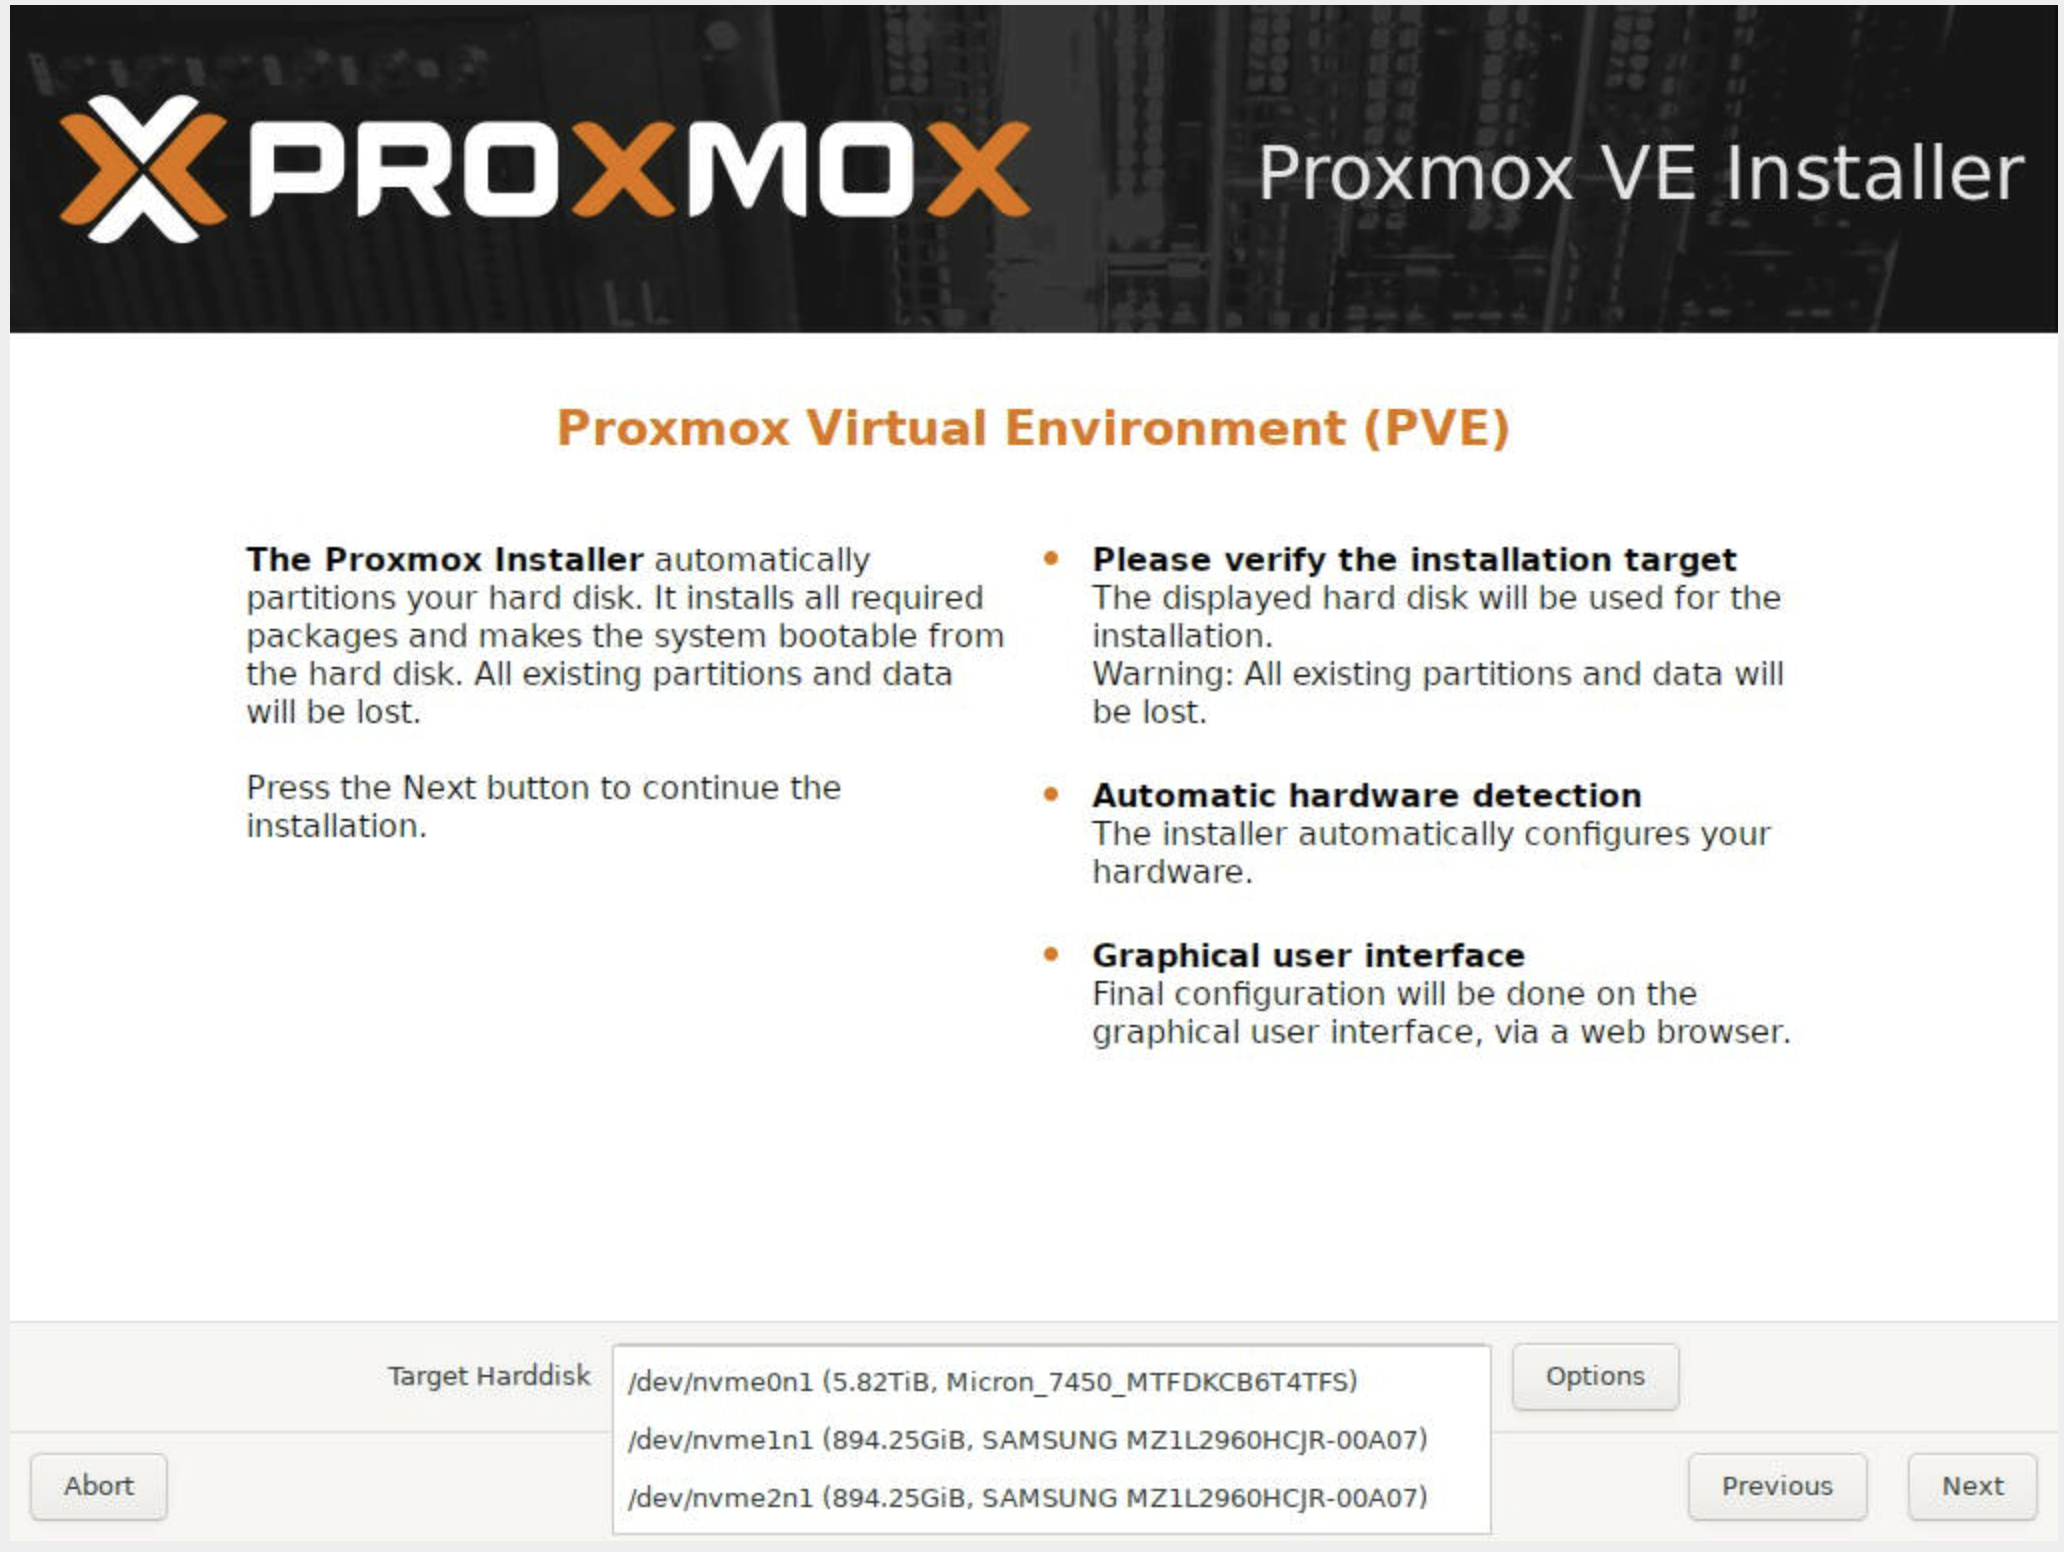 PROXMOX
Proxmox VE Installer
Proxmox Virtual Environment (PVE)
The Proxmox Installer automatically
partitions your hard disk. It installs all required
packages and makes the system bootable from
the hard disk. All existing partitions and data
will be lost.
Press the Next button to continue the
installation.
Please verify the installation target
The displayed hard disk will be used for the
installation.
Warning: All existing partitions and data will
be lost.
Automatic hardware detection
The installer automatically configures your
hardware.
Graphical user interface
Final configuration will be done on the
graphical user interface, via a web browser.
Target Harddisk
/dev/nvme0n1 (5.82TiB, Micron_7450_MTFDKCB6T4TFS)
/dev/nvme1n1 (894.25GiB, SAMSUNG MZ1L2960HCJR-00A07)
/dev/nvme2n1 (894.25GiB, SAMSUNG MZ1L2960HCJR-00A07)
Options
Abort
Previous
Next